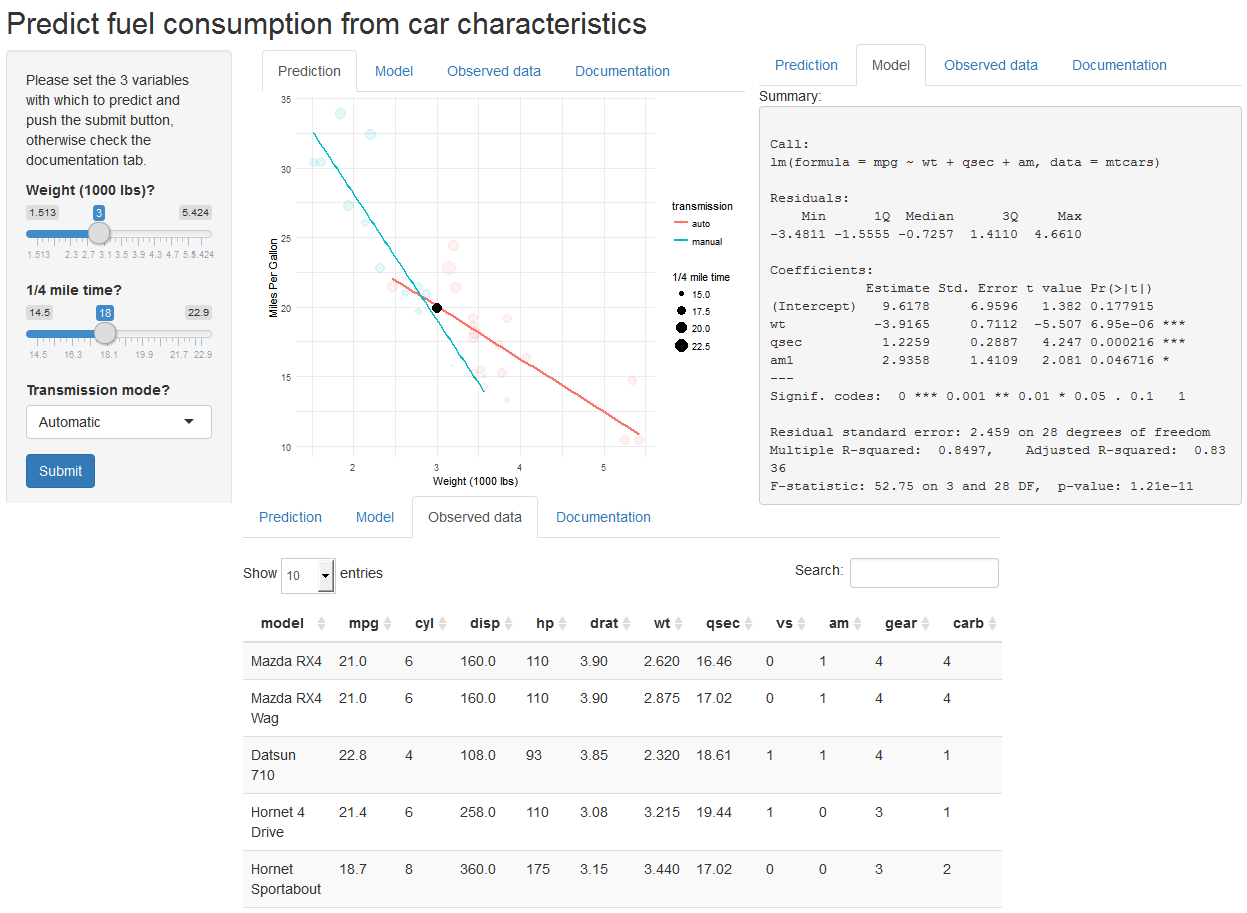 Predict fuel consumption from car characteristics
Please set the 3 variables
with which to predict and
push the submit button,
otherwise check the
documentation tab.
Weight (1000 lbs)?
1.513 3 5.424
1.513 2.3 2.7 3.1 3.5 3.9 4.3 4.7 5.5.424
1/4 mile time?
14.5 18 22.9
14.5 16.3 18.1 19.9 21.7 22.9
Transmission mode?
Automatic
Submit
Prediction Model Observed data Documentation
35
30
25
20
15
10
Miles Per Gallon
2 3 4 5
Weight (1000 lbs)
transmission
auto
manual
1/4 mile time
15.0
17.5
20.0
22.5
Prediction Model Observed data Documentation
Summary:
Call:
lm(formula = mpg ~ wt + qsec + am, data = mtcars)
Residuals:
Min 1Q Median 3Q Max
-3.4811 -1.5555 -0.7257 1.4110 4.6610
Coefficients:
Estimate Std. Error t value Pr(>|t|)
(Intercept) 9.6178 6.9596 1.382 0.177915
wt -3.9165 0.7112 -5.507 6.95e-06 ***
qsec 1.2259 0.2887 4.247 0.000216 ***
am1 2.9358 1.4109 2.081 0.046716 *
---
Signif. codes: 0 *** 0.001 ** 0.01 * 0.05 . 0.1 1
Residual standard error: 2.459 on 28 degrees of freedom
Multiple R-squared: 0.8497, Adjusted R-squared: 0.83
36
F-statistic: 52.75 on 3 and 28 DF, p-value: 1.21e-11
Prediction Model Observed data Documentation
Show 10 entries
Search:
model mpg cyl disp hp drat wt qsec vs am gear carb
Mazda RX4 21.0 6 160.0 110 3.90 2.620 16.46 0 1 4 4
Mazda RX4 21.0 6 160.0 110 3.90 2.875 17.02 0 1 4 4
Wag
Datsun 22.8 4 108.0 93 3.85 2.320 18.61 1 1 4 1
710
Hornet 4 21.4 6 258.0 110 3.08 3.215 19.44 1 0 3 1
Drive
Hornet 18.7 8 360.0 175 3.15 3.440 17.02 0 0 3 2
Sportabout